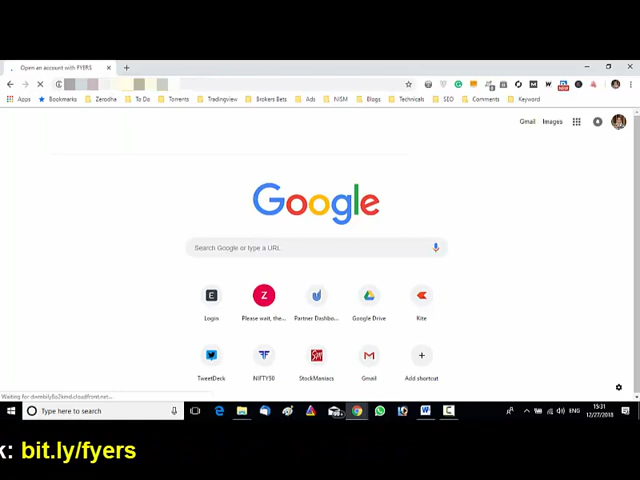 Open an account with FYERS
Apps Bookmarks Zerodha To Do Torrents Tradingview Brokers Bets Ads NISM Blogs Technicals SEO Comments Keyword
Gmail Images
Google
Search Google or type a URL
Login Please wait, the... Partner Dashbo... Google Drive Kite
TweetDeck NIFTY50 StockManiacs Gmail Add shortcut
Type here to search
ENG
15:31
12/27/2018
k: bit.ly/fyers